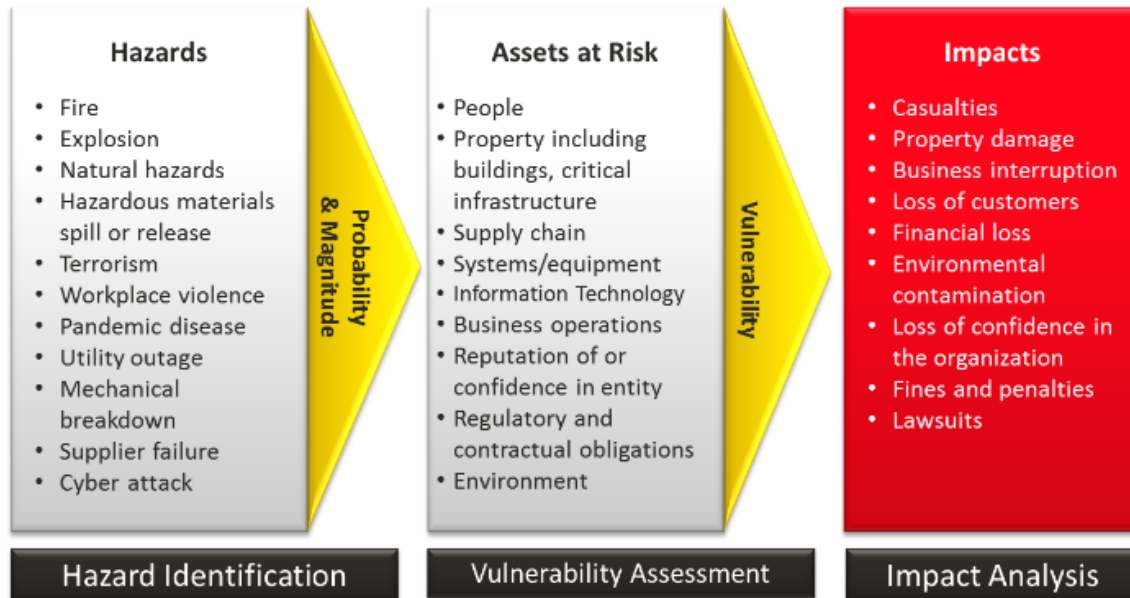 Hazards
• Fire
• Explosion
• Natural hazards
• Hazardous materials
spill or release
• Terrorism
• Workplace violence
• Pandemic disease
• Utility outage
• Mechanical
breakdown
• Supplier failure
• Cyber attack
Probability
& Magnitude
Assets at Risk
• People
• Property including
buildings, critical
infrastructure
• Supply chain
• Systems/equipment
• Information Technology
• Business operations
• Reputation of or
confidence in entity
• Regulatory and
contractual obligations
• Environment
Vulnerability
Impacts
• Casualties
• Property damage
• Business interruption
• Loss of customers
• Financial loss
• Environmental
contamination
• Loss of confidence in
the organization
• Fines and penalties
• Lawsuits
Hazard Identification
Vulnerability Assessment
Impact Analysis